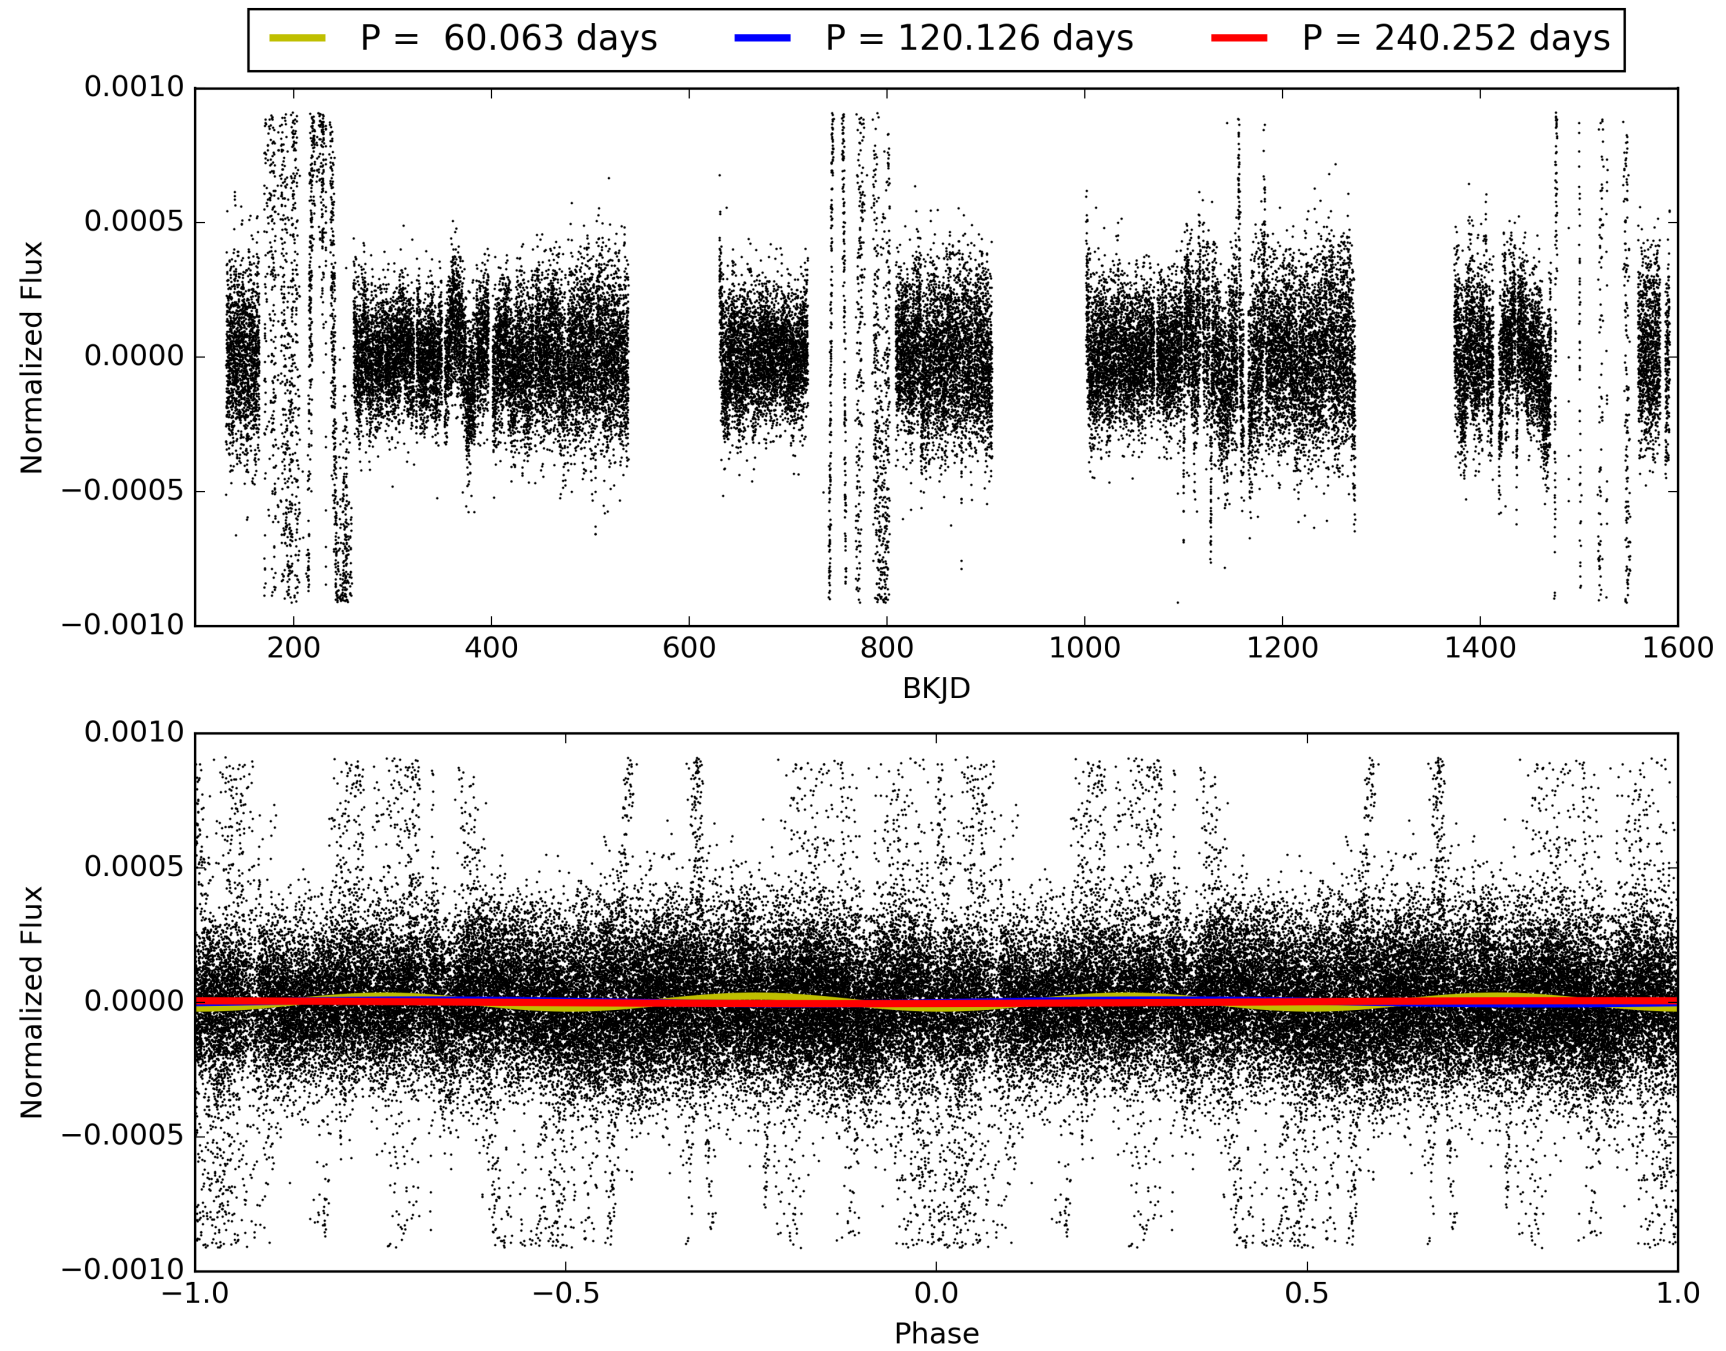 P = 60.063 days P = 120.126 days P = 240.252 days
0.0010
0.0005
0.0000
−0.0005
−0.0010
Normalized Flux
200 400 600 800 1000 1200 1400 1600
BKJD
0.0010
0.0005
0.0000
−0.0005
−0.0010
Normalized Flux
−1.0 −0.5 0.0 0.5 1.0
Phase